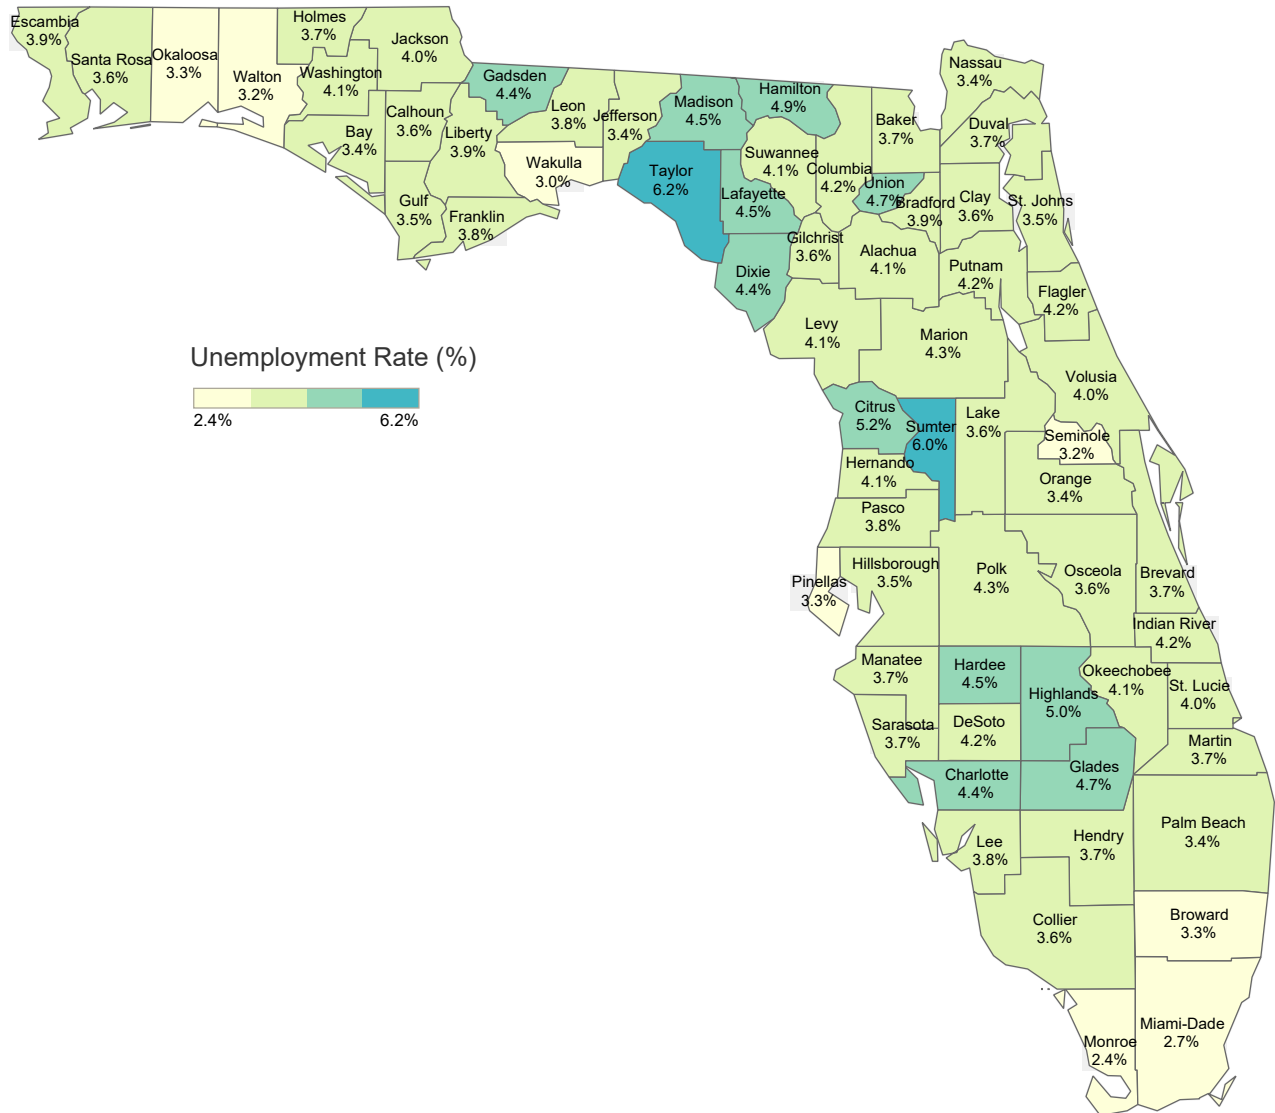 Escambia
3.9%
Santa Rosa
3.6%
Okaloosa
3.3%
Walton
3.2%
Holmes
3.7%
Washington
4.1%
Jackson
4.0%
Bay
3.4%
Calhoun
3.6%
Gulf
3.5%
Liberty
3.9%
Franklin
3.8%
Gadsden
4.4%
Leon
3.8%
Wakulla
3.0%
Jefferson
3.4%
Madison
4.5%
Taylor
6.2%
Hamilton
4.9%
Suwannee
4.1%
Lafayette
4.5%
Dixie
4.4%
Columbia
4.2%
Gilchrist
3.6%
Baker
3.7%
Union
4.7%
Bradford
3.9%
Nassau
3.4%
Duval
3.7%
Clay
3.6%
St. Johns
3.5%
Alachua
4.1%
Putnam
4.2%
Flagler
4.2%
Levy
4.1%
Marion
4.3%
Volusia
4.0%
Unemployment Rate (%)
2.4%
6.2%
Citrus
5.2%
Sumter
6.0%
Lake
3.6%
Seminole
3.2%
Hernando
4.1%
Orange
3.4%
Pasco
3.8%
Pinellas
3.3%
Hillsborough
3.5%
Polk
4.3%
Osceola
3.6%
Brevard
3.7%
Indian River
4.2%
Manatee
3.7%
Hardee
4.5%
Highlands
5.0%
Okeechobee
4.1%
St. Lucie
4.0%
Sarasota
3.7%
DeSoto
4.2%
Martin
3.7%
Charlotte
4.4%
Glades
4.7%
Lee
3.8%
Hendry
3.7%
Palm Beach
3.4%
Collier
3.6%
Broward
3.3%
Miami-Dade
2.7%
Monroe
2.4%